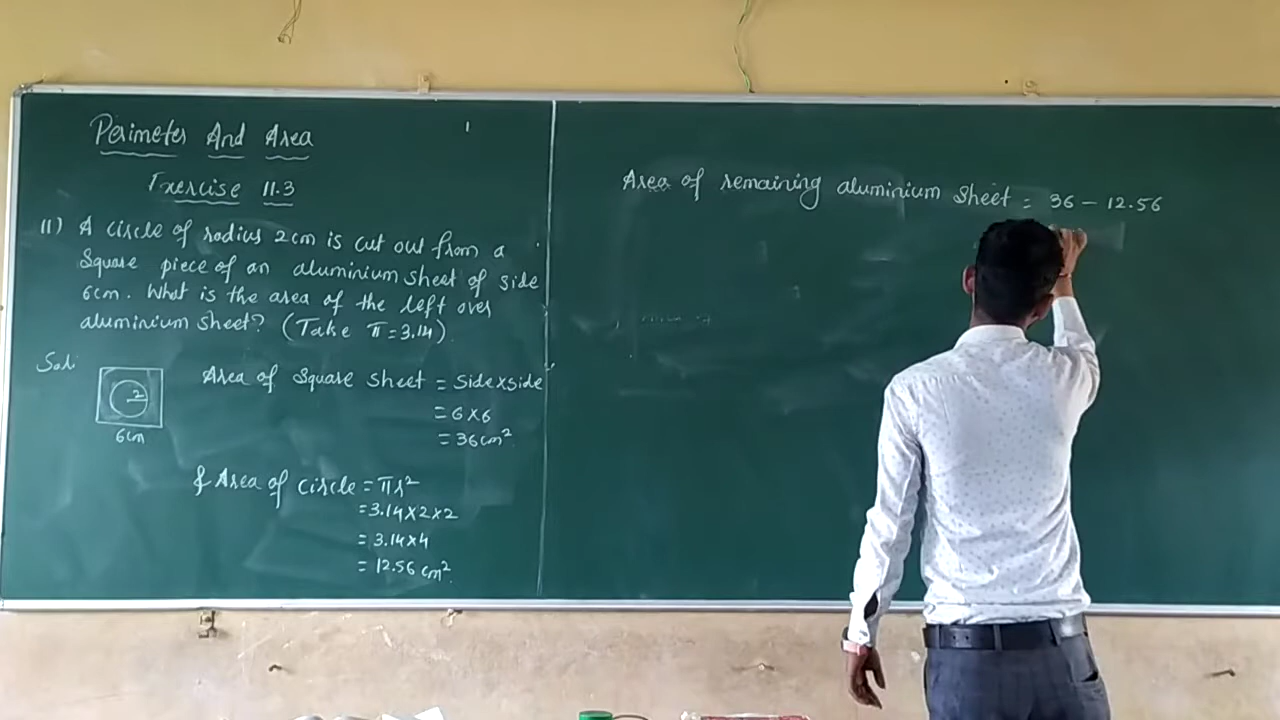 Perimeter And Area
Exercise 11.3
11) A circle of radius 2cm is cut out from a
Square piece of an aluminium sheet of side
6cm. What is the area of the left over
aluminium sheet? (Take π=3.14).
Sol:
2
6cm
Area of Square sheet = Side×side
= 6×6
= 36cm²
& Area of circle = πr²
= 3.14×2×2
= 3.14×4
= 12.56 cm².
Area of remaining aluminium sheet = 36 – 12.56